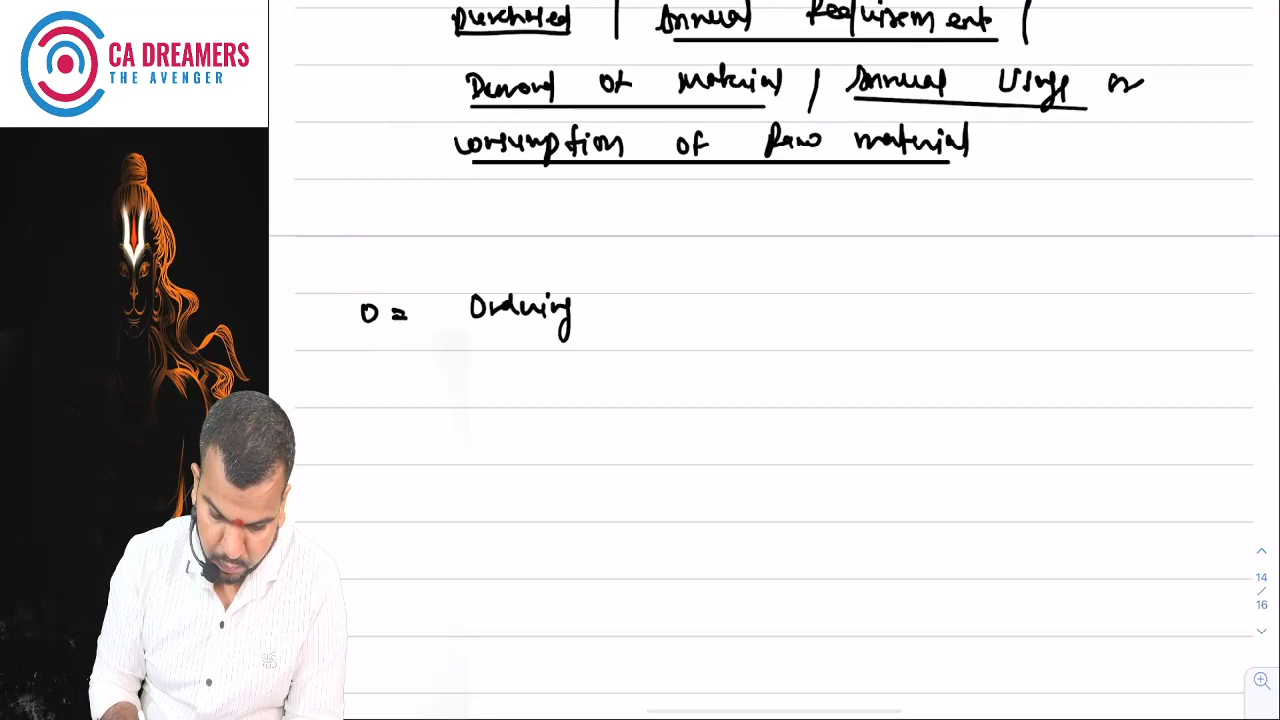 CA DREAMERS
THE AVENGER
purchased | Annual Requirement |
Demand of material | Annual Usage or
consumption of Raw material
O = Ordering
14
16